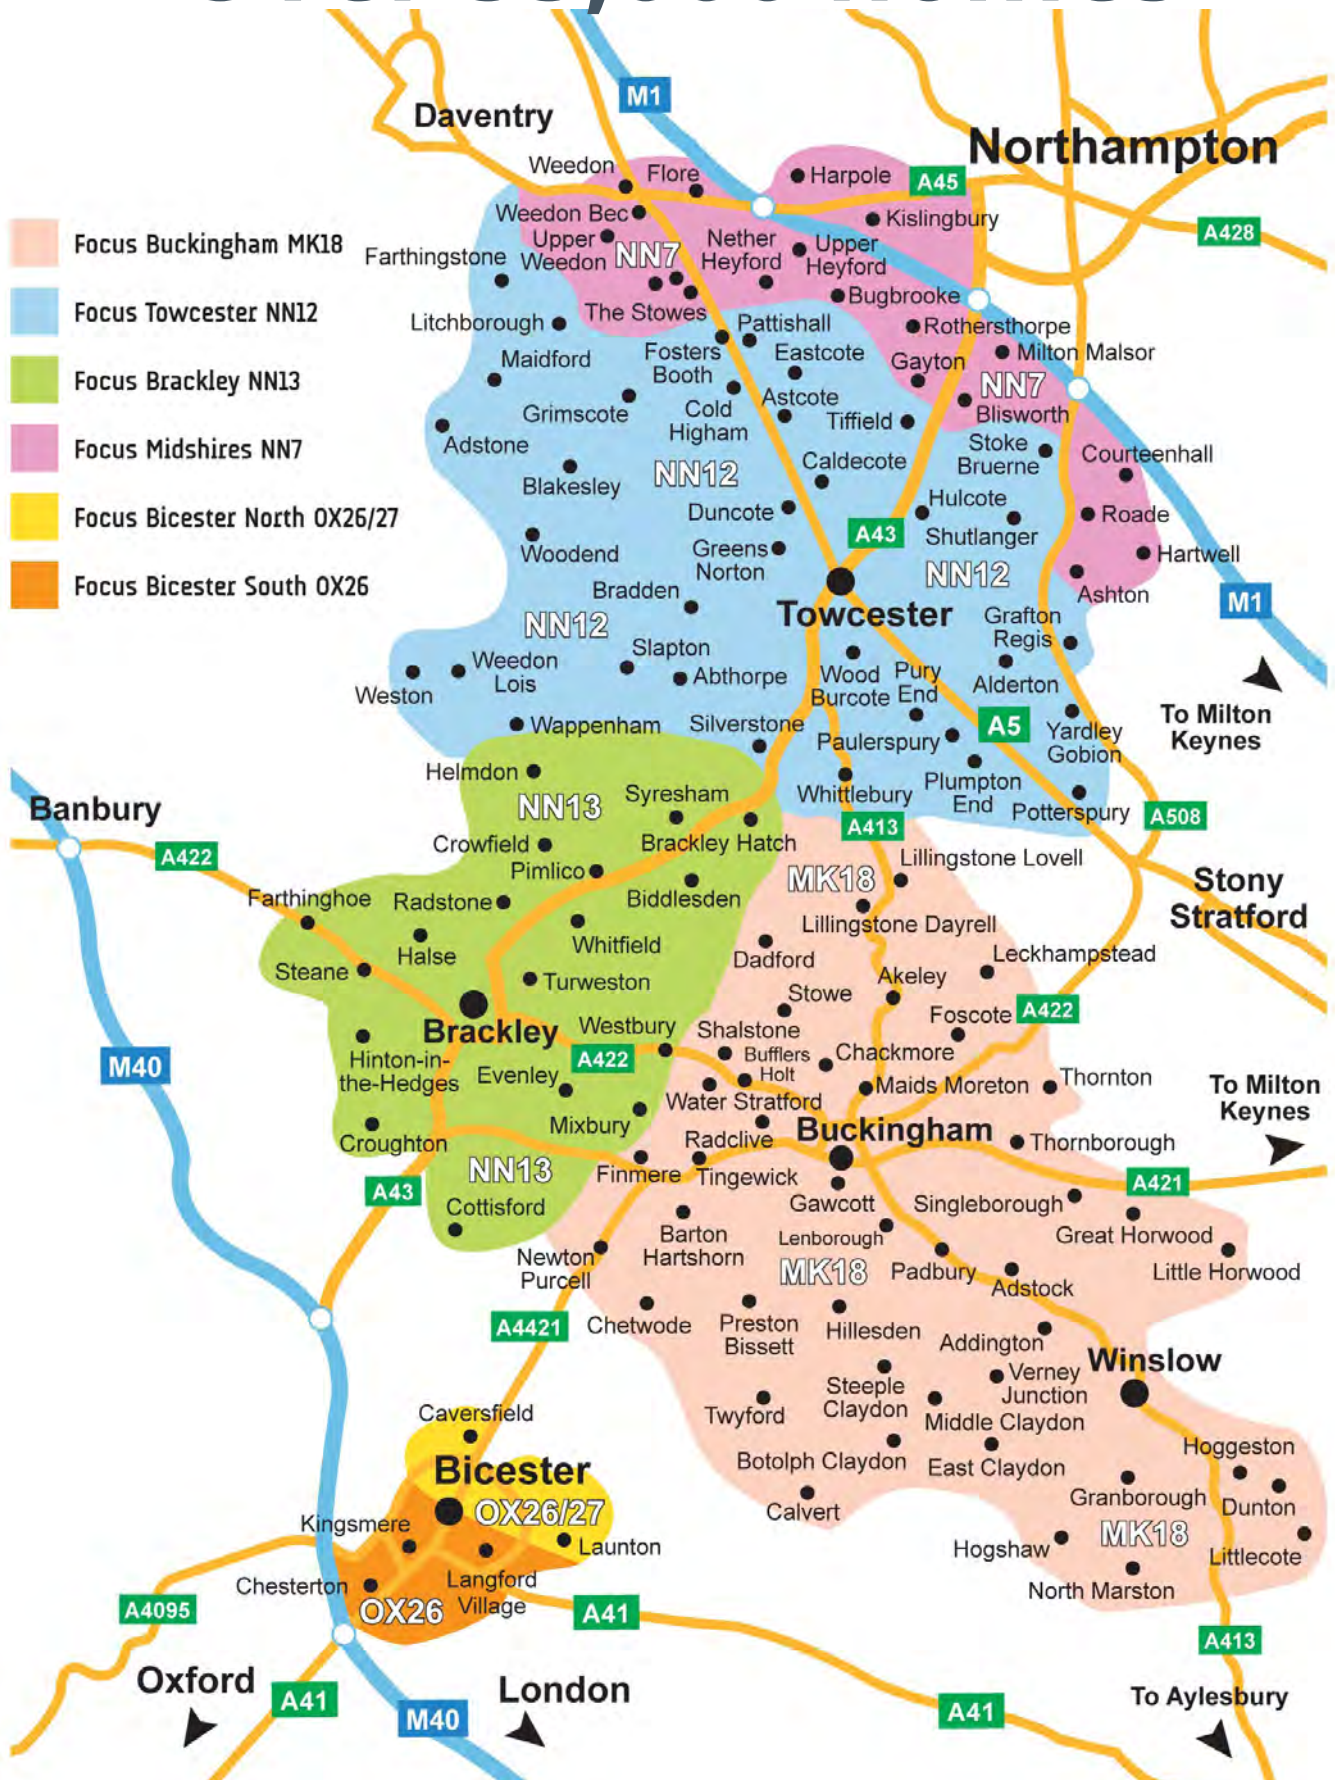 Daventry
M1
Northampton
Weedon
Flore
Harpole
A45
Weedon Bec
Kislingbury
A428
Focus Buckingham MK18
Farthingstone
Upper
Weedon
NN7
Nether
Heyford
Upper
Heyford
Bugbrooke
Focus Towcester NN12
The Stowes
Litchborough
Pattishall
Rothersthorpe
Maidford
Fosters
Booth
Eastcote
Gayton
Milton Malsor
Focus Brackley NN13
NN7
Grimscote
Cold
Higham
Astcote
Tiffield
Blisworth
Adstone
Stoke
Bruerne
Courteenhall
Focus Midshires NN7
Blakesley
NN12
Caldecote
Duncote
Hulcote
Roade
Focus Bicester North OX26/27
A43
Shutlanger
Woodend
Greens
Norton
Hartwell
Focus Bicester South OX26
Bradden
NN12
Ashton
M1
Towcester
NN12
Grafton
Regis
Slapton
Weedon
Lois
Abthorpe
Wood
Burcote
Pury
End
Alderton
Weston
Wappenham
Silverstone
A5
To Milton
Keynes
Paulerspury
Yardley
Gobion
Helmdon
Plumpton
End
Whittlebury
Potterspury
Banbury
NN13
Syresham
A413
A508
Crowfield
Brackley Hatch
A422
Lillingstone Lovell
Pimlico
MK18
Stony
Stratford
Farthinghoe
Radstone
Biddlesden
Lillingstone Dayrell
Halse
Whitfield
Dadford
Leckhampstead
Steane
Turweston
Akeley
Stowe
A422
Brackley
Westbury
Shalstone
Foscote
Hinton-in-
the-Hedges
A422
Bufflers
Holt
Chackmore
M40
Evenley
Maids Moreton
Thornton
To Milton
Keynes
Water Stratford
Mixbury
Croughton
Radclive
Buckingham
Thornborough
NN13
Finmere
Tingewick
A421
A43
Cottisford
Gawcott
Singleborough
Great Horwood
Barton
Hartshorn
Lenborough
Newton
Purcell
MK18
Padbury
Little Horwood
Adstock
A4421
Chetwode
Preston
Bissett
Hillesden
Addington
Winslow
Steeple
Claydon
Verney
Junction
Caversfield
Twyford
Middle Claydon
Hoggeston
Bicester
Botolph Claydon
East Claydon
OX26/27
Calvert
Granborough
Dunton
Kingsmere
MK18
Launton
Hogshaw
Littlecote
Chesterton
Langford
Village
North Marston
A4095
OX26
A41
A413
Oxford
London
To Aylesbury
A41
M40
A41